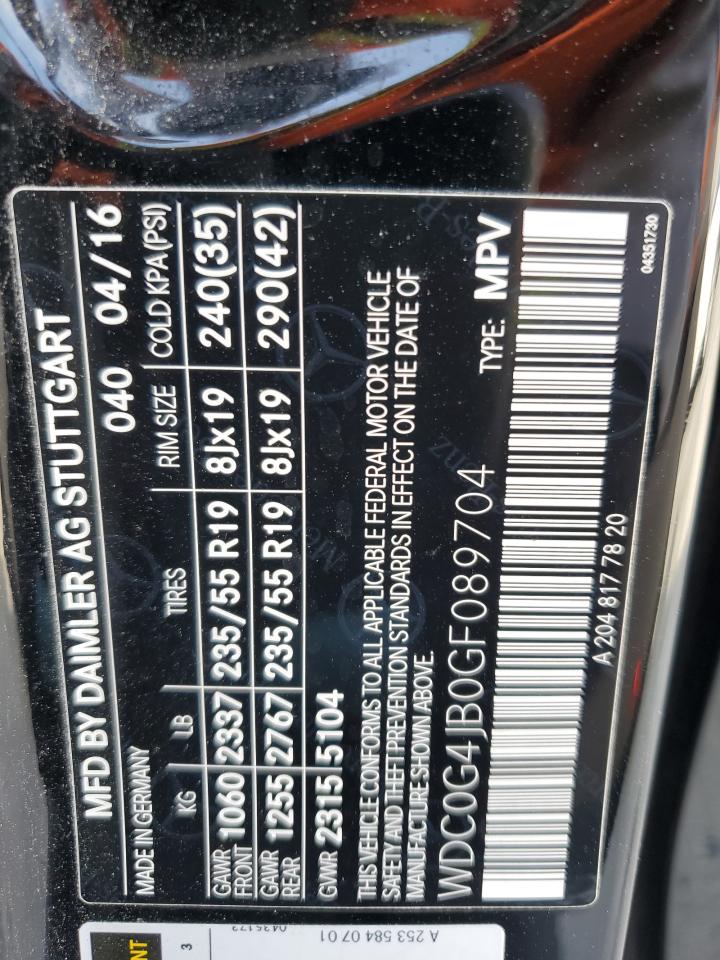 MFD BY DAIMLER AG STUTTGART
040 04/16
MADE IN GERMANY
KG LB TIRES RIM SIZE COLD KPA(PSI)
GAWR FRONT 1060 2337 235/55 R19 8Jx19 240(35)
GAWR REAR 1255 2767 235/55 R19 8Jx19 290(42)
GWR 2315 5104
THIS VEHICLE CONFORMS TO ALL APPLICABLE FEDERAL MOTOR VEHICLE
SAFETY AND THEFT PREVENTION STANDARDS IN EFFECT ON THE DATE OF
MANUFACTURE SHOWN ABOVE.
WDC0G4JB0GF089704 TYPE: MPV
A 204 817 78 20
04351730
A 253 584 07 01
3